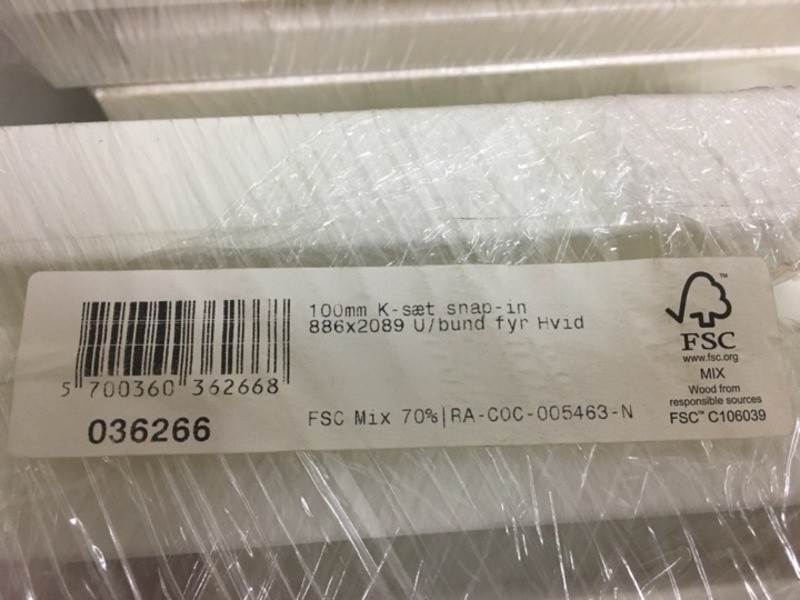 100mm K-sæt snap-in
886x2089 U/bund fyr Hvid
5 700360 362668
036266
FSC Mix 70%|RA-COC-005463-N
™
FSC
www.fsc.org
MIX
Wood from
responsible sources
FSC™ C106039